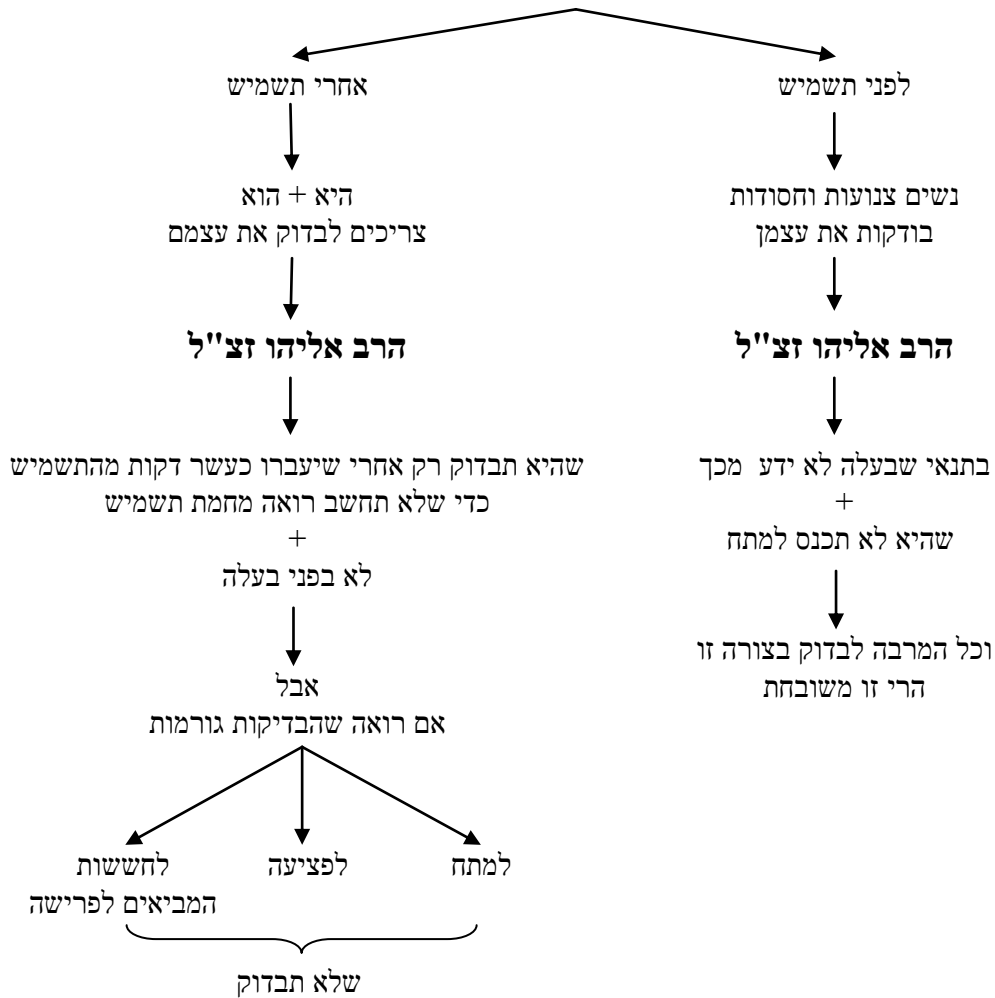 לפני תשמיש
נשים צנועות וחסודות
בודקות את עצמן
הרב אליהו זצ"ל
בתנאי שבעלה לא ידע מכך
+
שהיא לא תכנס למתח
וכל המרבה לבדוק בצורה זו
הרי זו משובחת
אחרי תשמיש
היא + הוא
צריכים לבדוק את עצמם
הרב אליהו זצ"ל
שהיא תבדוק רק אחרי שיעברו כעשר דקות מהתשמיש
כדי שלא תחשב רואה מחמת תשמיש
+
לא בפני בעלה
אבל
אם רואה שהבדיקות גורמות
למתח
לפציעה
לחששות
המביאים לפרישה
שלא תבדוק